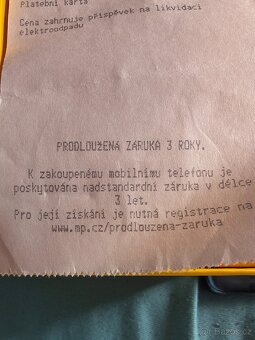 Platební karta
Cena zahrnuje příspěvek na likvidaci
elektroodpadu
PRODLOUŽENÁ ZÁRUKA 3 ROKY.
K zakoupenému mobilnímu telefonu je
poskytována nadstandardní záruka v délce
3 let.
Pro její získání je nutná registrace na
www.mp.cz/prodlouzena-zaruka